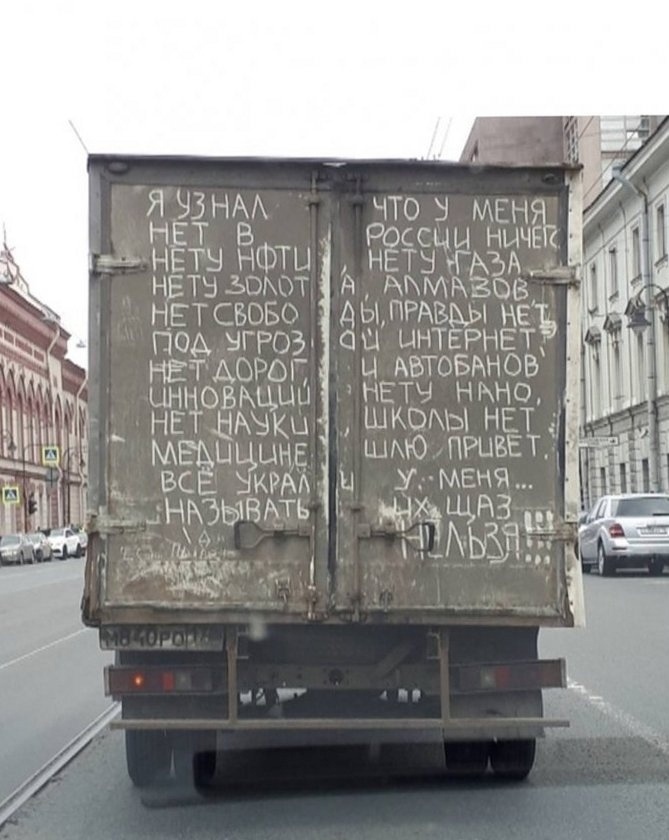 Я УЗНАЛ ЧТО У МЕНЯ
НЕТ В РОССИИ НИЧЕГО
НЕТУ НФТИ, НЕТУ ГАЗА
НЕТУ ЗОЛОТА, АЛМАЗОВ
НЕТ СВОБОДЫ, ПРАВДЫ НЕТ,
ПОД УГРОЗОЙ ИНТЕРНЕТ,
НЕТ ДОРОГ, И АВТОБАНОВ
ИННОВАЦИЙ НЕТУ НАНО,
НЕТ НАУКИ, ШКОЛЫ НЕТ
МЕДИЦИНЕ ШЛЮ ПРИВЕТ.
ВСЁ УКРАЛИ У МЕНЯ...
НАЗЫВАТЬ ИХ ЩАЗ
НЕЛЬЗЯ!!!!